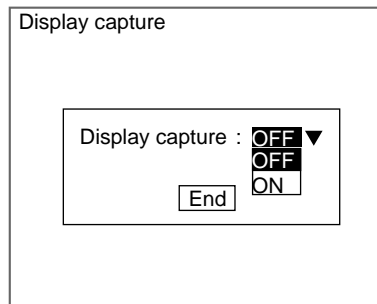 Display capture
Display capture : OFF ▼
OFF
ON
End